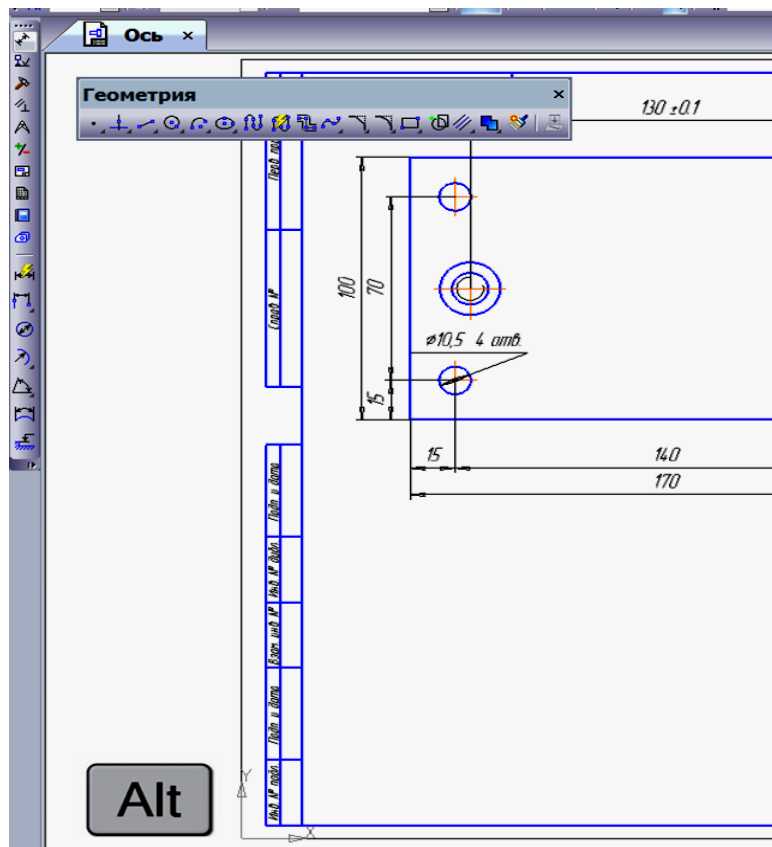 Ось
Геометрия
130 ±0.1
Перв. при
Справ. №
100
70
⌀10,5 4 отв.
15
15
140
170
Подп. и дата
Инв. № дубл.
Взам. инв. №
Подп. и дата
Инв. № подл.
Alt
Y
X